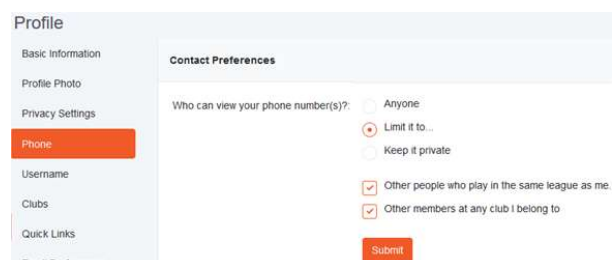 Profile
Basic Information
Profile Photo
Privacy Settings
Phone
Username
Clubs
Quick Links
Contact Preferences
Who can view your phone number(s)?:
Anyone
Limit it to...
Keep it private
Other people who play in the same league as me.
Other members at any club I belong to
Submit